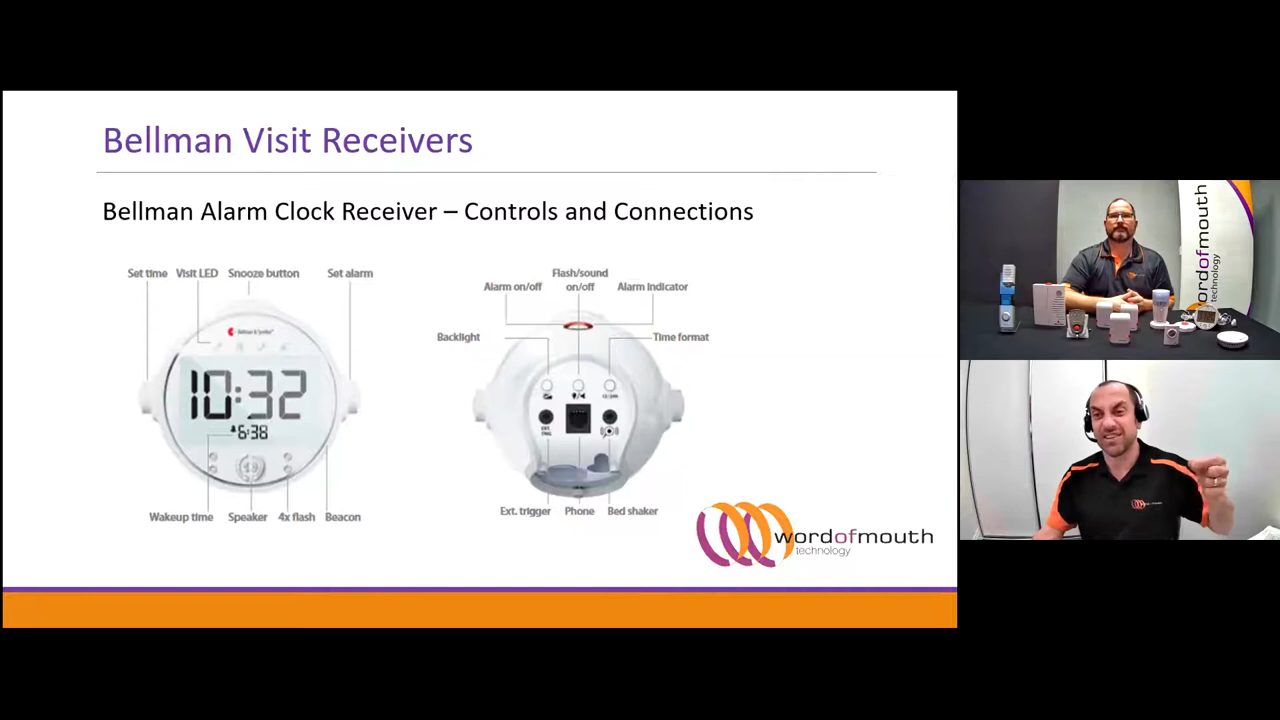 Bellman Visit Receivers
Bellman Alarm Clock Receiver – Controls and Connections
Set time Visit LED Snooze button Set alarm
Flash/sound
on/off
Alarm on/off Alarm indicator
Backlight Time format
10:32
6:38
Wakeup time Speaker 4x flash Beacon
Ext. trigger Phone Bed shaker
wordofmouth
technology
wordofmouth
technology